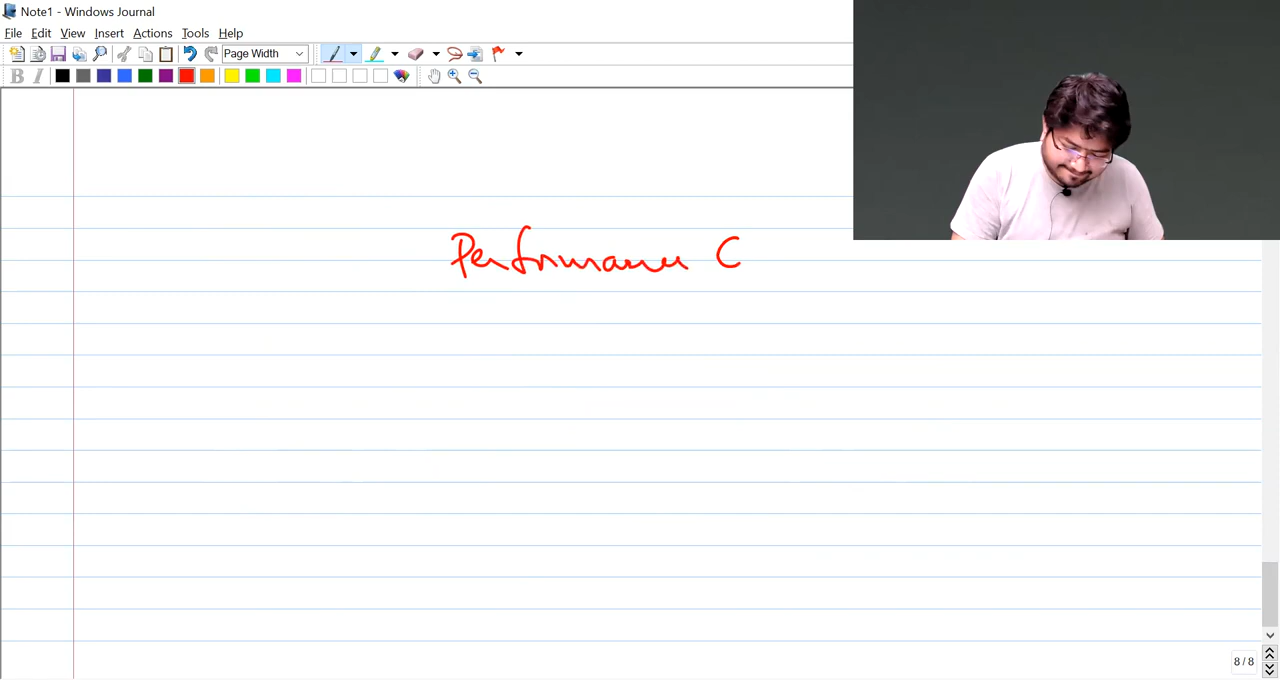 Note1 - Windows Journal
File Edit View Insert Actions Tools Help
Page Width
B I
Performance C
8 / 8